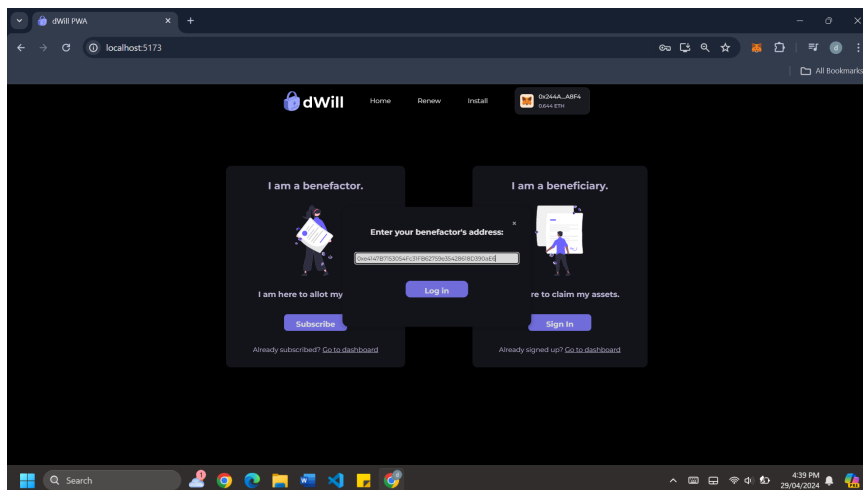 dWill PWA
localhost:5173
All Bookmarks
dWill
Home
Renew
Install
0x244A...A8F4
0.644 ETH
I am a benefactor.
I am a beneficiary.
Enter your benefactor's address:
×
Log in
I am here to allot my
re to claim my assets.
Subscribe
Sign In
Already subscribed? Go to dashboard
Already signed up? Go to dashboard
Search
1
4:39 PM
29/04/2024